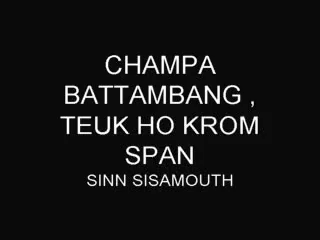 CHAMPA
BATTAMBANG ,
TEUK HO KROM
SPAN
SINN SISAMOUTH